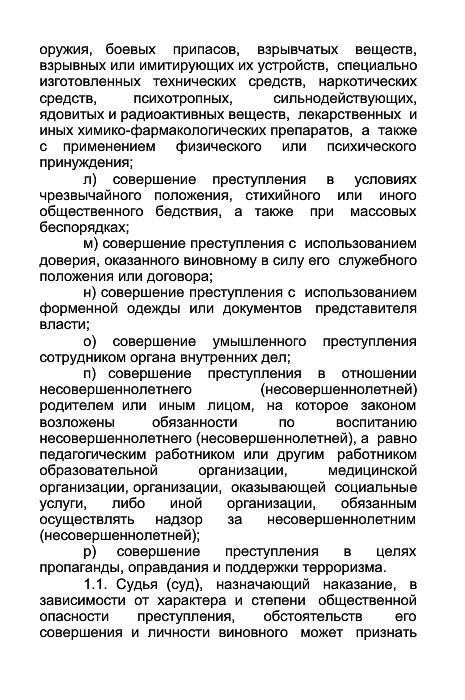 оружия, боевых припасов, взрывчатых веществ,
взрывных или имитирующих их устройств, специально
изготовленных технических средств, наркотических
средств, психотропных, сильнодействующих,
ядовитых и радиоактивных веществ, лекарственных и
иных химико-фармакологических препаратов, а также
с применением физического или психического
принуждения;
л) совершение преступления в условиях
чрезвычайного положения, стихийного или иного
общественного бедствия, а также при массовых
беспорядках;
м) совершение преступления с использованием
доверия, оказанного виновному в силу его служебного
положения или договора;
н) совершение преступления с использованием
форменной одежды или документов представителя
власти;
о) совершение умышленного преступления
сотрудником органа внутренних дел;
п) совершение преступления в отношении
несовершеннолетнего (несовершеннолетней)
родителем или иным лицом, на которое законом
возложены обязанности по воспитанию
несовершеннолетнего (несовершеннолетней), а равно
педагогическим работником или другим работником
образовательной организации, медицинской
организации, организации, оказывающей социальные
услуги, либо иной организации, обязанным
осуществлять надзор за несовершеннолетним
(несовершеннолетней);
р) совершение преступления в целях
пропаганды, оправдания и поддержки терроризма.
1.1. Судья (суд), назначающий наказание, в
зависимости от характера и степени общественной
опасности преступления, обстоятельств его
совершения и личности виновного может признать